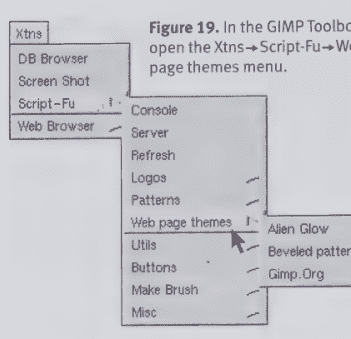 Figure 19. In the GIMP Toolbo
open the Xtns→Script-Fu→We
page themes menu.
Xtns
DB Browser
Screen Shot
Script-Fu
Web Browser
Console
Server
Refresh
Logos
Patterns
Web page themes
Utils
Buttons
Make Brush
Misc
Alien Glow
Beveled patter
Gimp.Org